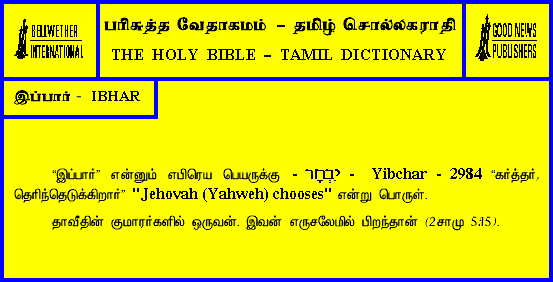 BELLWETHER
INTERNATIONAL
பரிசுத்த வேதாகமம் – தமிழ் சொல்லகராதி
THE HOLY BIBLE – TAMIL DICTIONARY
GOOD NEWS
PUBLISHERS
இப்பார் - IBHAR
“இப்பார்” என்னும் எபிரெய பெயருக்கு - יִבְחָר - Yibchar - 2984 “கர்த்தர்,
தெரிந்தெடுக்கிறார்” "Jehovah (Yahweh) chooses" என்று பொருள்.
தாவீதின் குமாரர்களில் ஒருவன். இவன் எருசலேமில் பிறந்தான் (2சாமு 5:15).